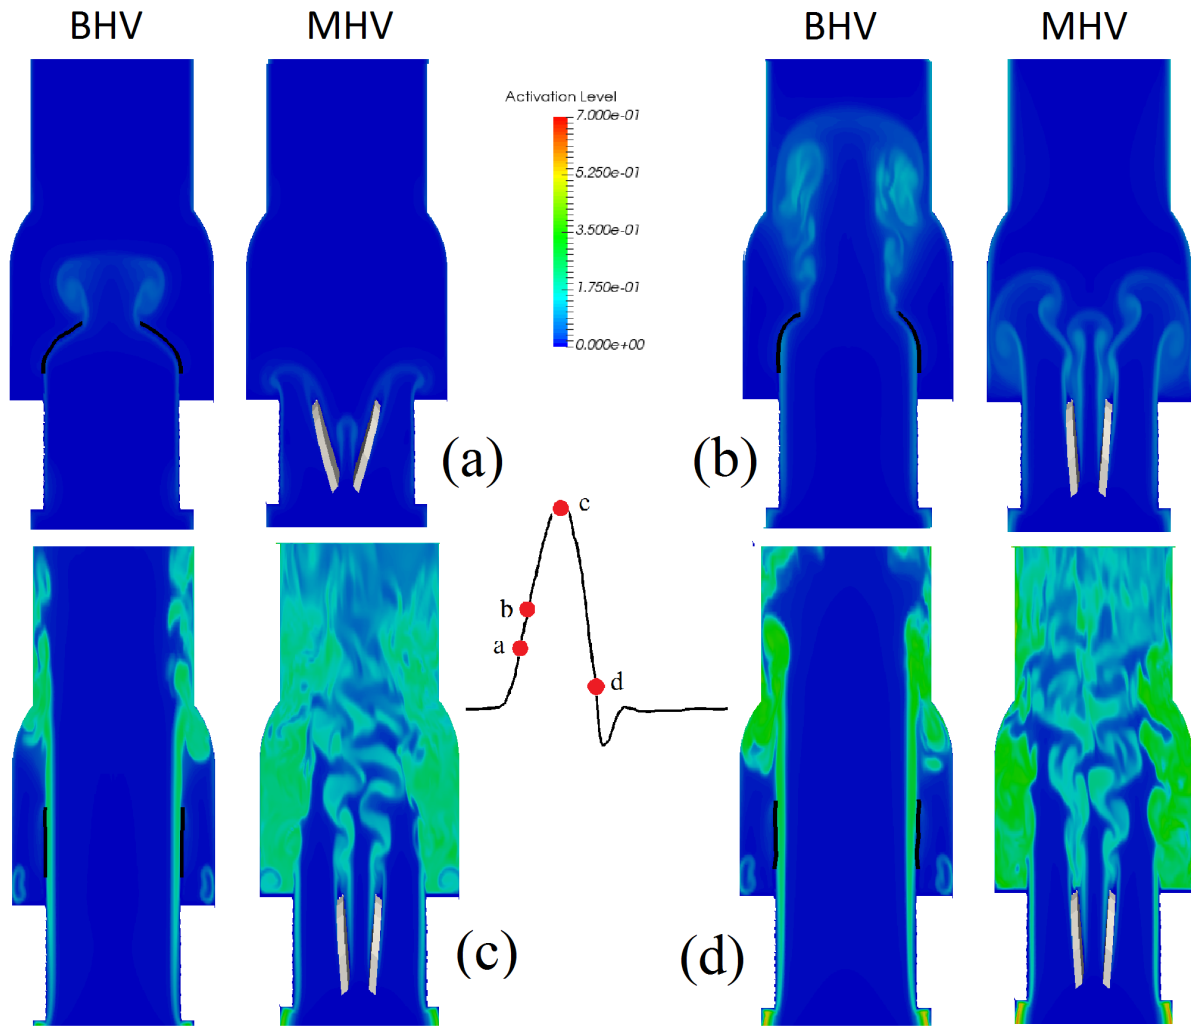 BHV MHV BHV MHV
Activation Level
7.000e-01
5.250e-01
3.500e-01
1.750e-01
0.000e+00
(a) (b)
c
b
a
d
(c) (d)